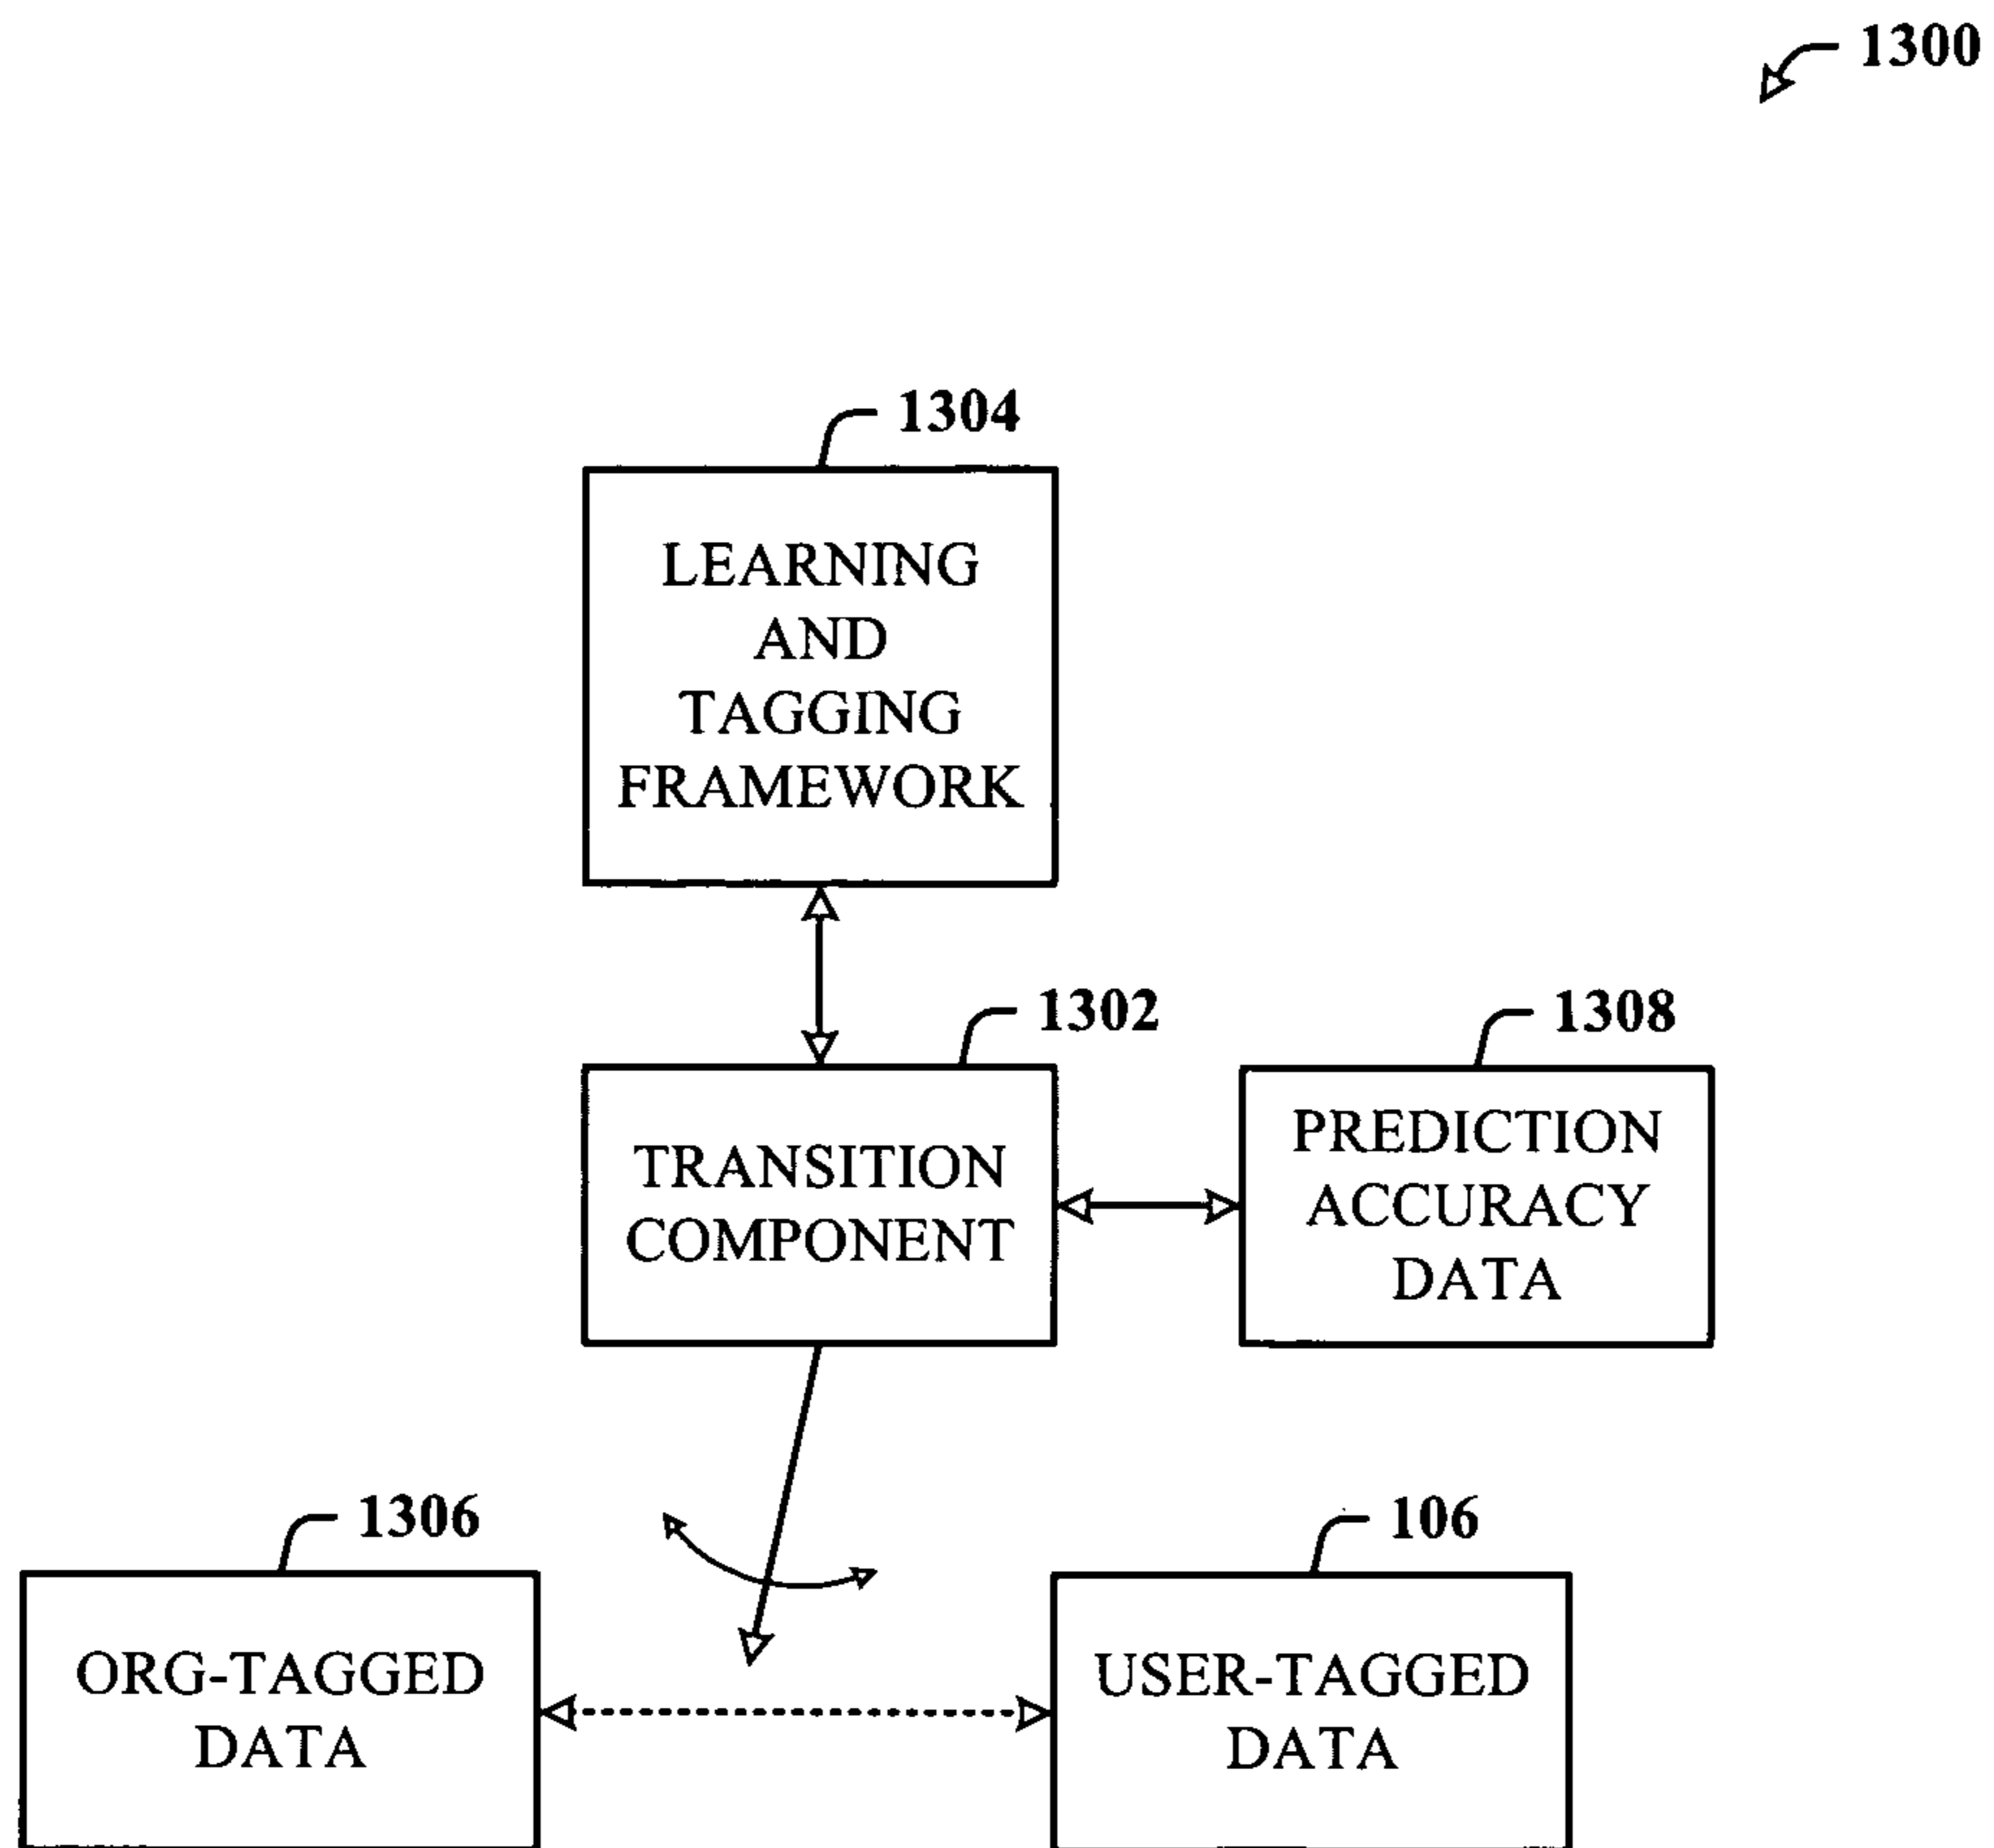 1300
1304
LEARNING
AND
TAGGING
FRAMEWORK
1302
TRANSITION
COMPONENT
1308
PREDICTION
ACCURACY
DATA
1306
ORG-TAGGED
DATA
106
USER-TAGGED
DATA